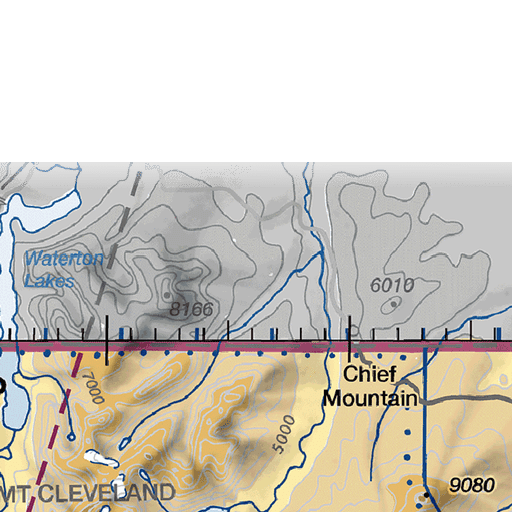 Waterton
Lakes
8166
6010
Chief
Mountain
7000
5000
9080
MT CLEVELAND